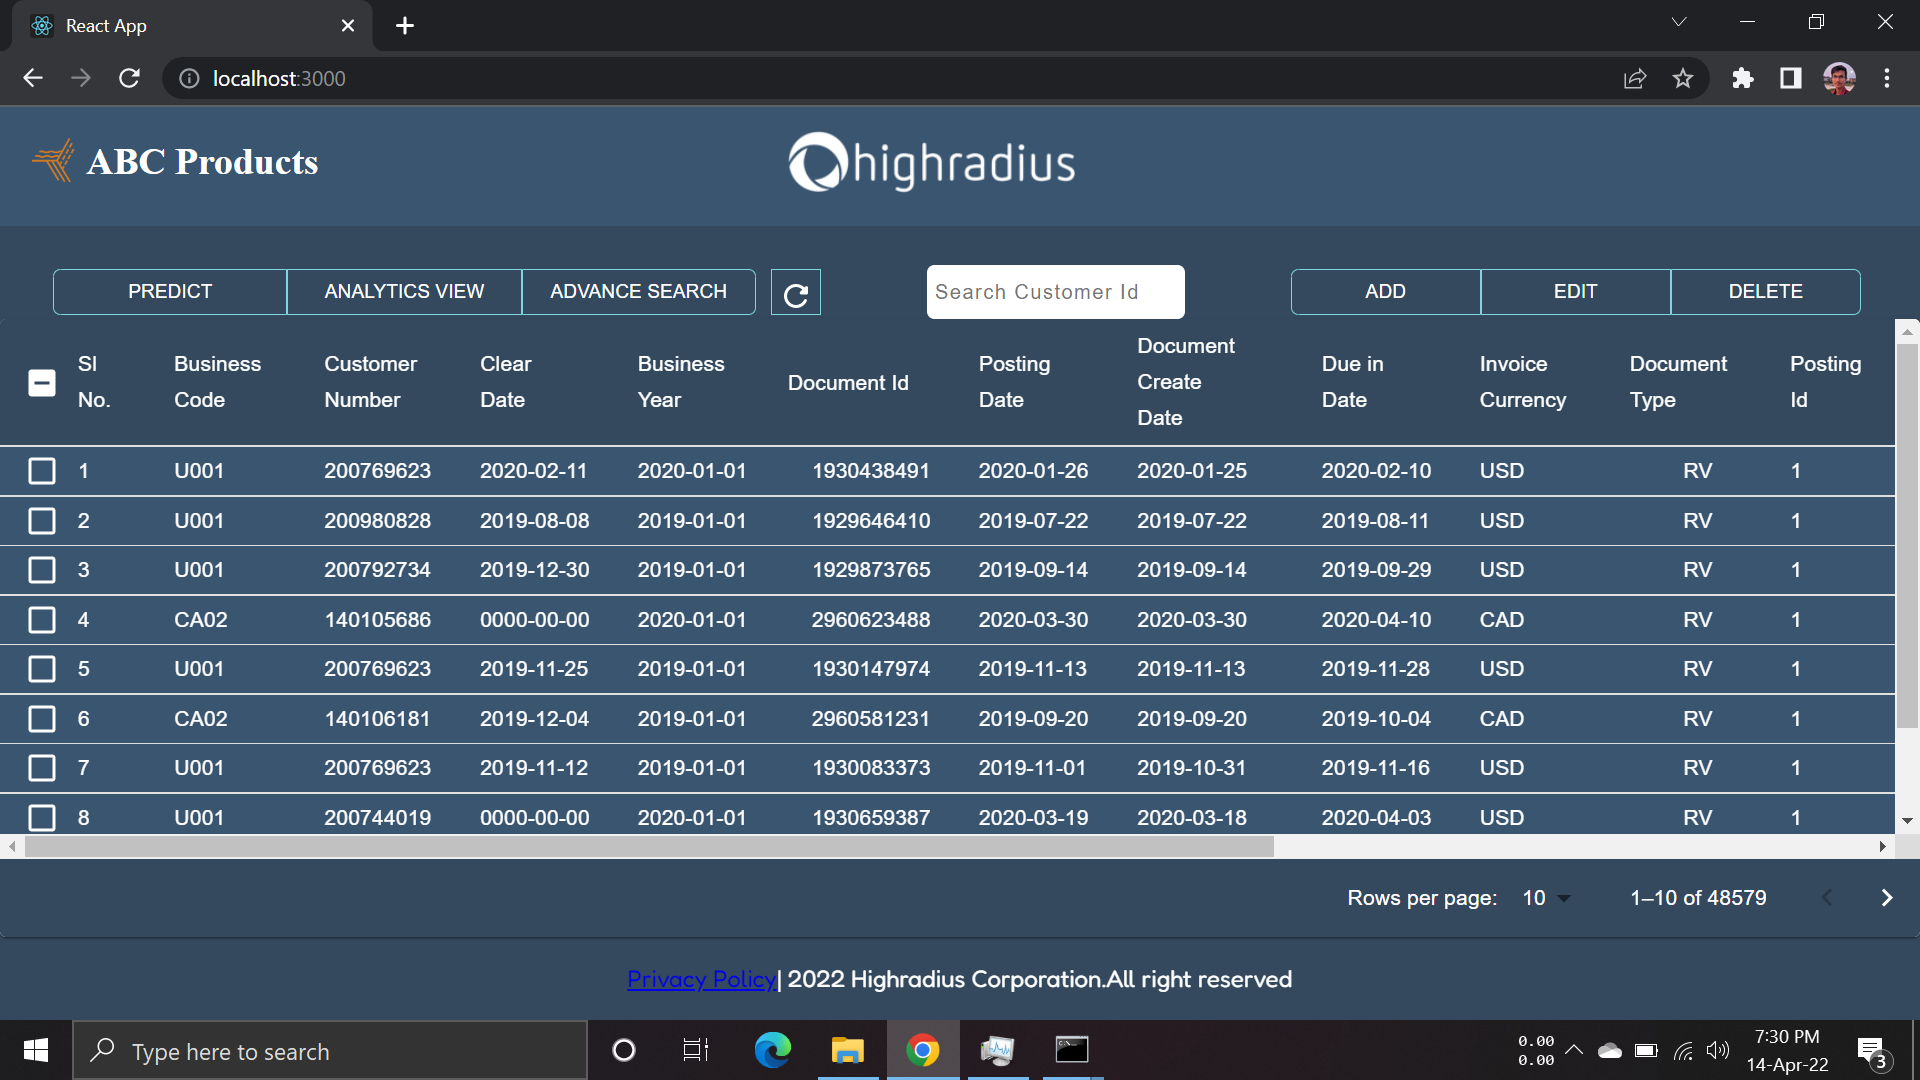 React App
localhost:3000
ABC Products
highradius
PREDICT ANALYTICS VIEW ADVANCE SEARCH Search Customer Id ADD EDIT DELETE
Sl No. Business Code Customer Number Clear Date Business Year Document Id Posting Date Document Create Date Due in Date Invoice Currency Document Type Posting Id
1 U001 200769623 2020-02-11 2020-01-01 1930438491 2020-01-26 2020-01-25 2020-02-10 USD RV 1
2 U001 200980828 2019-08-08 2019-01-01 1929646410 2019-07-22 2019-07-22 2019-08-11 USD RV 1
3 U001 200792734 2019-12-30 2019-01-01 1929873765 2019-09-14 2019-09-14 2019-09-29 USD RV 1
4 CA02 140105686 0000-00-00 2020-01-01 2960623488 2020-03-30 2020-03-30 2020-04-10 CAD RV 1
5 U001 200769623 2019-11-25 2019-01-01 1930147974 2019-11-13 2019-11-13 2019-11-28 USD RV 1
6 CA02 140106181 2019-12-04 2019-01-01 2960581231 2019-09-20 2019-09-20 2019-10-04 CAD RV 1
7 U001 200769623 2019-11-12 2019-01-01 1930083373 2019-11-01 2019-10-31 2019-11-16 USD RV 1
8 U001 200744019 0000-00-00 2020-01-01 1930659387 2020-03-19 2020-03-18 2020-04-03 USD RV 1
Rows per page: 10 1–10 of 48579
Privacy Policy| 2022 Highradius Corporation.All right reserved
Type here to search
0.00
0.00
7:30 PM
14-Apr-22
3